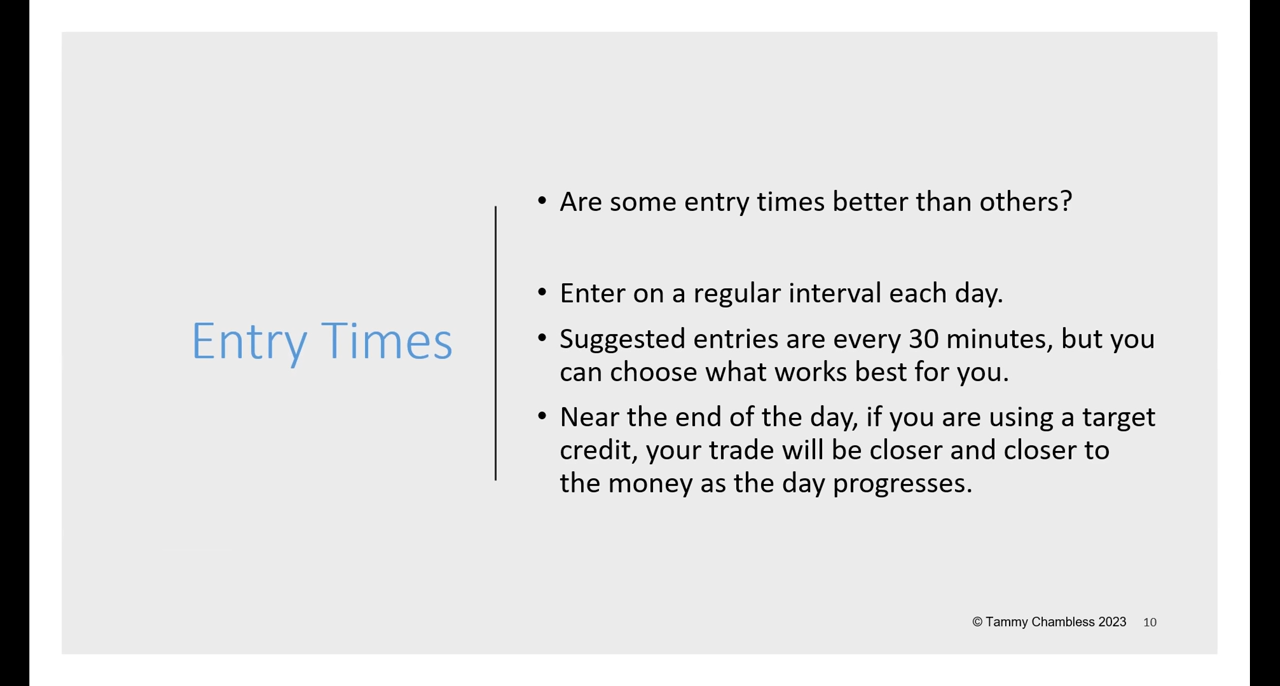 Entry Times
• Are some entry times better than others?
• Enter on a regular interval each day.
• Suggested entries are every 30 minutes, but you
can choose what works best for you.
• Near the end of the day, if you are using a target
credit, your trade will be closer and closer to
the money as the day progresses.
© Tammy Chambless 2023 10